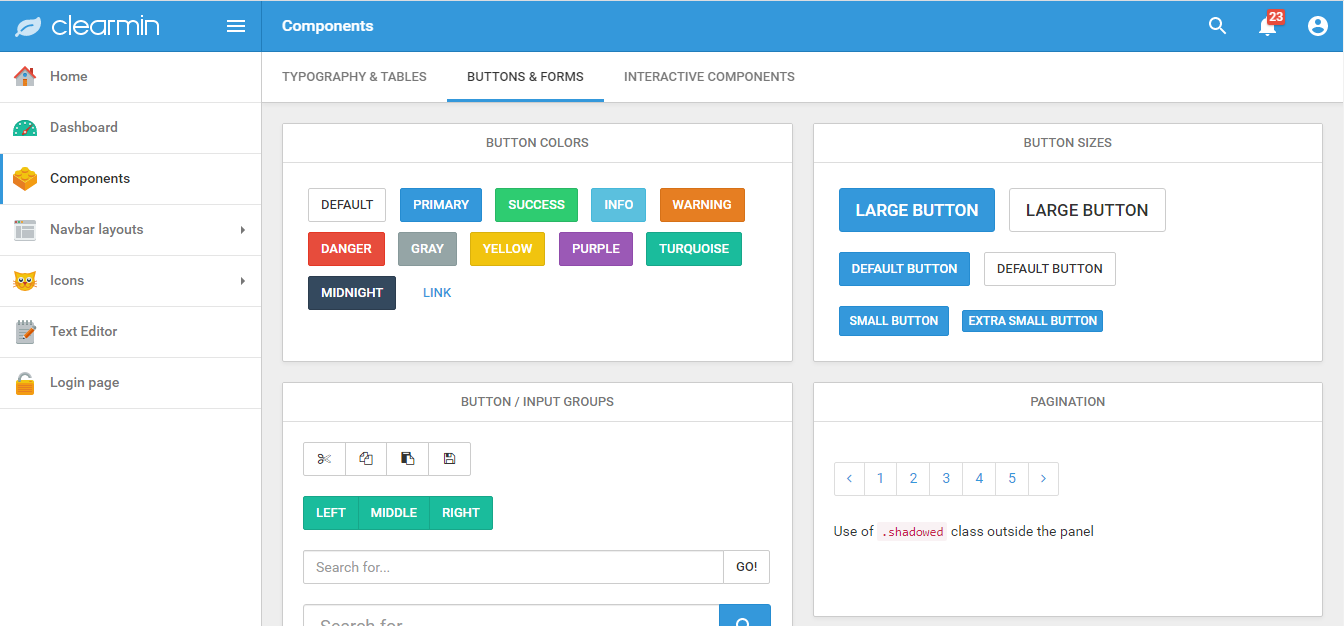 clearmin
Components
23
Home
Dashboard
Components
Navbar layouts
Icons
Text Editor
Login page
TYPOGRAPHY & TABLES
BUTTONS & FORMS
INTERACTIVE COMPONENTS
BUTTON COLORS
DEFAULT PRIMARY SUCCESS INFO WARNING
DANGER GRAY YELLOW PURPLE TURQUOISE
MIDNIGHT LINK
BUTTON SIZES
LARGE BUTTON LARGE BUTTON
DEFAULT BUTTON DEFAULT BUTTON
SMALL BUTTON EXTRA SMALL BUTTON
BUTTON / INPUT GROUPS
LEFT MIDDLE RIGHT
Search for... GO!
Search for
PAGINATION
‹ 1 2 3 4 5 ›
Use of .shadowed class outside the panel